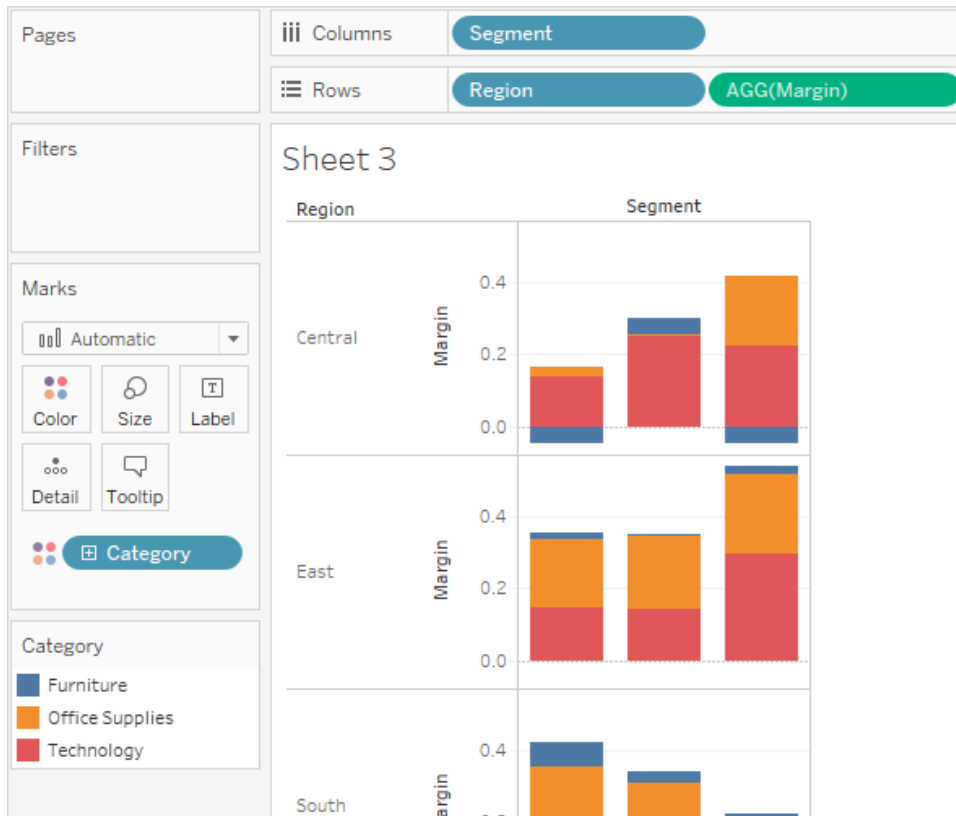 Pages
Columns
Segment
Rows
Region
AGG(Margin)
Filters
Marks
Automatic
Color
Size
T
Label
Detail
Tooltip
Category
Category
Furniture
Office Supplies
Technology
Sheet 3
Region
Segment
Central
Margin
0.4
0.2
0.0
East
Margin
0.4
0.2
0.0
South
0.4